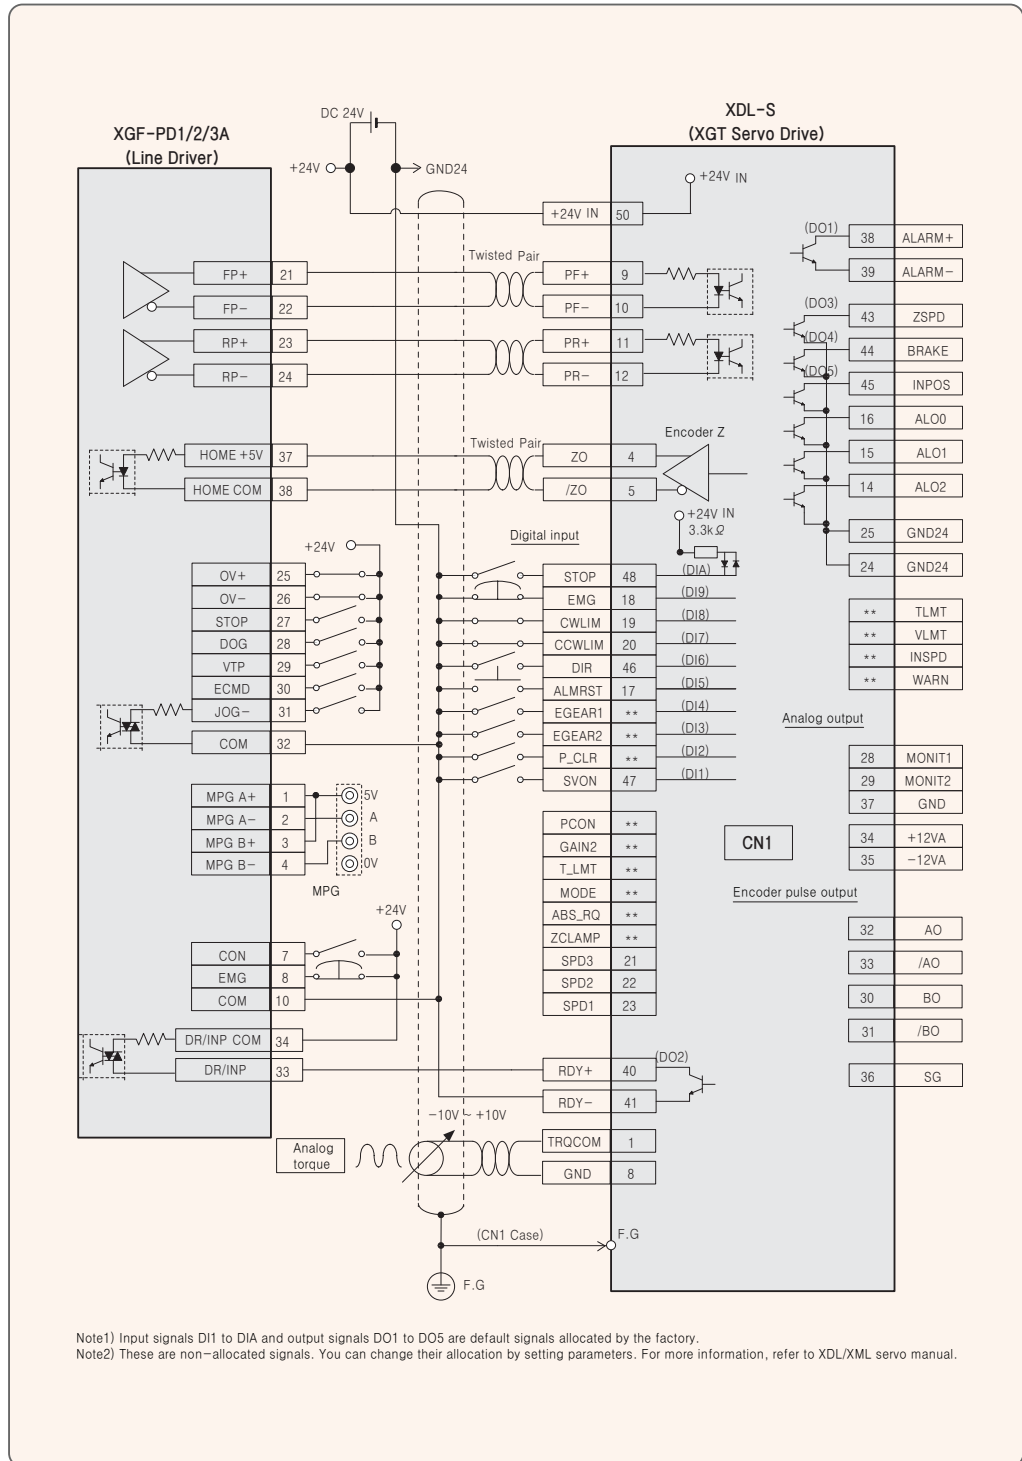 XDL-S
(XGT Servo Drive)
XGF-PD1/2/3A
(Line Driver)
DC 24V
+24V
GND24
+24V IN
+24V IN 50
Twisted Pair
FP+ 21
FP- 22
RP+ 23
RP- 24
PF+ 9
PF- 10
PR+ 11
PR- 12
HOME +5V 37
HOME COM 38
Twisted Pair
ZO 4
/ZO 5
Encoder Z
+24V IN
3.3kΩ
Digital input
+24V
OV+ 25
OV- 26
STOP 27
DOG 28
VTP 29
ECMD 30
JOG- 31
COM 32
STOP 48 (DIA)
EMG 18 (DI9)
CWLIM 19 (DI8)
CCWLIM 20 (DI7)
DIR 46 (DI6)
ALMRST 17 (DI5)
EGEAR1 ** (DI4)
EGEAR2 ** (DI3)
P_CLR ** (DI2)
SVON 47 (DI1)
MPG A+ 1 5V
MPG A- 2 A
MPG B+ 3 B
MPG B- 4 0V
MPG
PCON **
GAIN2 **
T_LMT **
MODE **
ABS_RQ **
ZCLAMP **
SPD3 21
SPD2 22
SPD1 23
+24V
CON 7
EMG 8
COM 10
DR/INP COM 34
DR/INP 33
RDY+ 40 (DO2)
RDY- 41
-10V ~ +10V
Analog
torque
TRQCOM 1
GND 8
(CN1 Case)
F.G
F.G
(DO1)
38 ALARM+
39 ALARM-
(DO3)
43 ZSPD
(DO4)
44 BRAKE
(DO5)
45 INPOS
16 ALO0
15 ALO1
14 ALO2
25 GND24
24 GND24
** TLMT
** VLMT
** INSPD
** WARN
Analog output
28 MONIT1
29 MONIT2
37 GND
34 +12VA
35 -12VA
CN1
Encoder pulse output
32 AO
33 /AO
30 BO
31 /BO
36 SG
Note1) Input signals DI1 to DIA and output signals DO1 to DO5 are default signals allocated by the factory.
Note2) These are non-allocated signals. You can change their allocation by setting parameters. For more information, refer to XDL/XML servo manual.